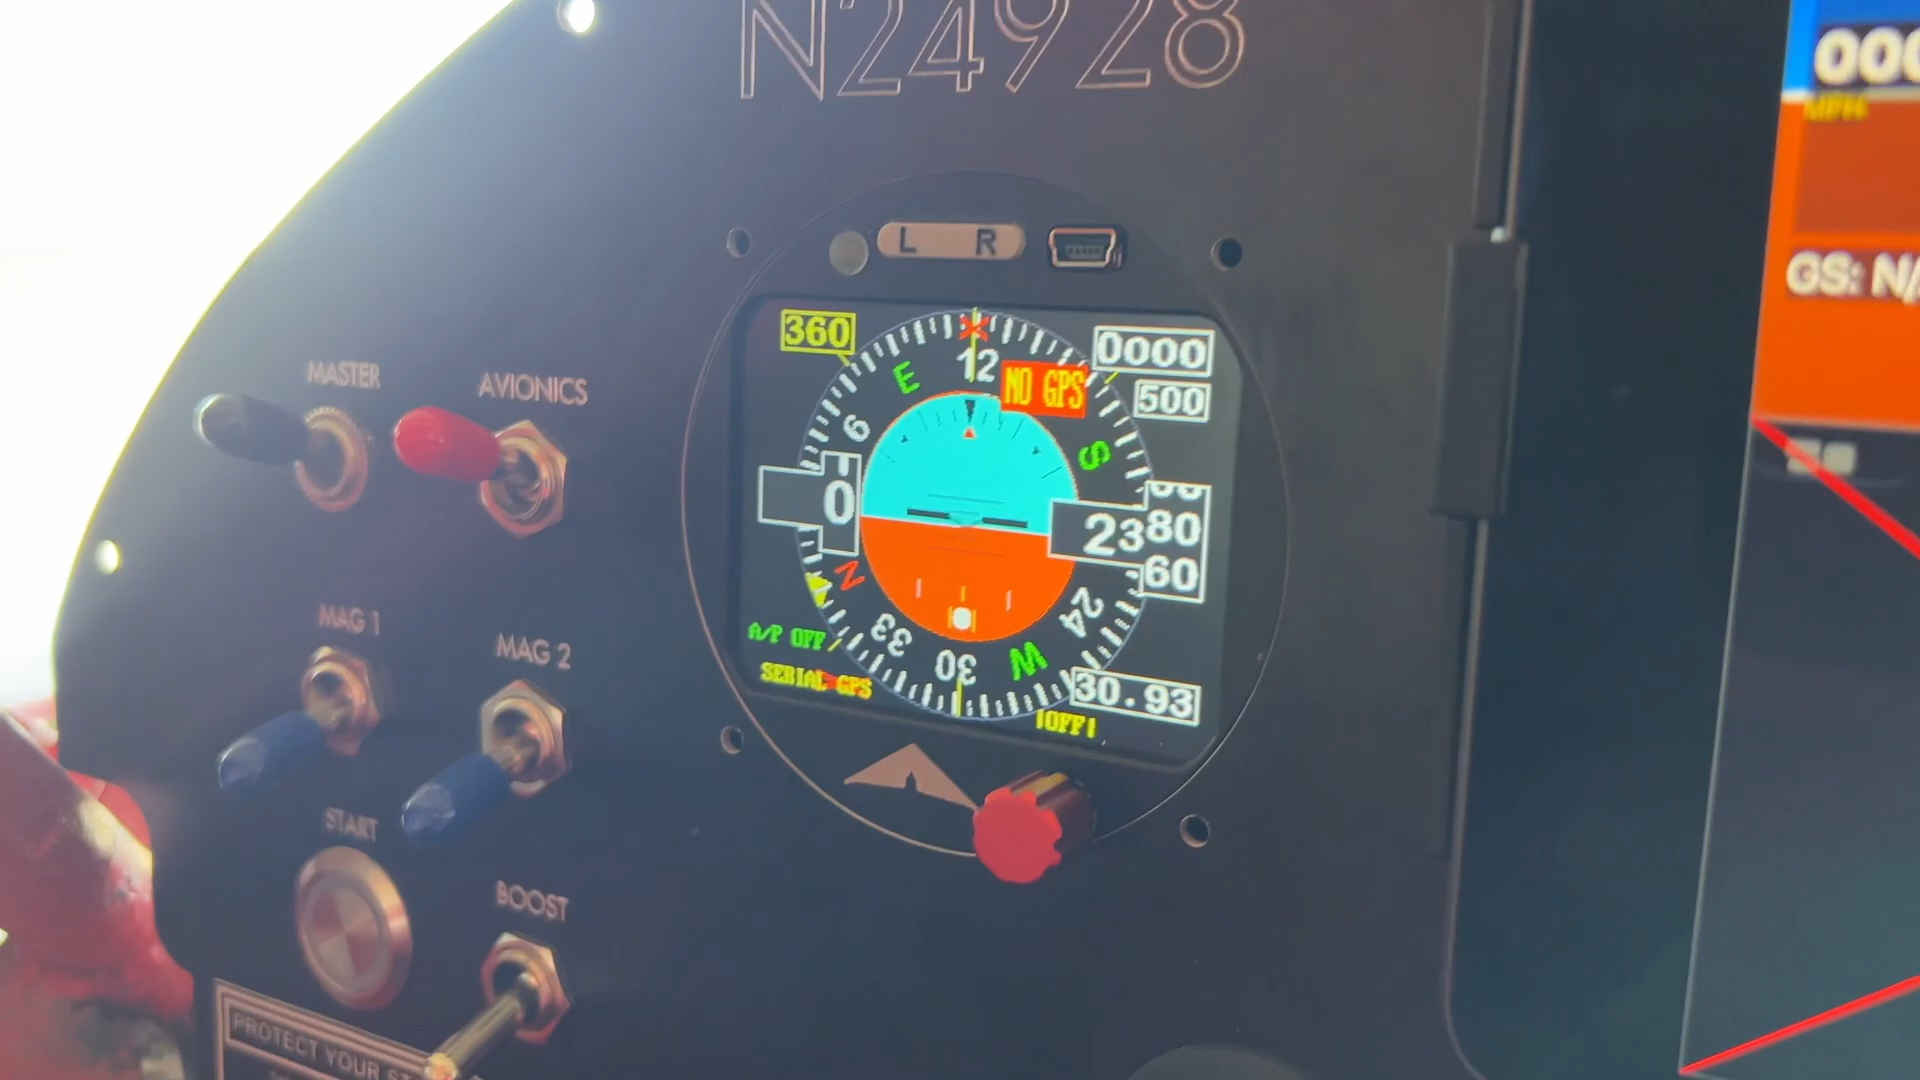 N24928
000
MPH
L R
GS: N/
360
0000
12
E
NO GPS
500
MASTER
AVIONICS
6
S
0
2380
60
N
24
33
A/P OFF
W
30
MAG 1
MAG 2
SERIAL GPS
30.93
OFF
START
BOOST
PROTECT YOUR ST